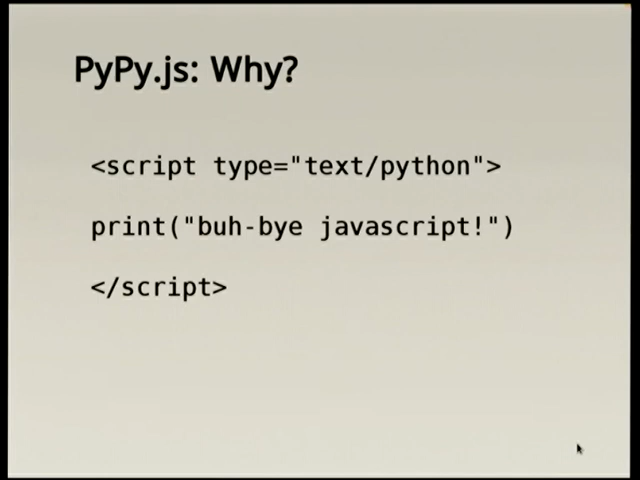 PyPy.js: Why?
<script type="text/python">
print("buh-bye javascript!")
</script>